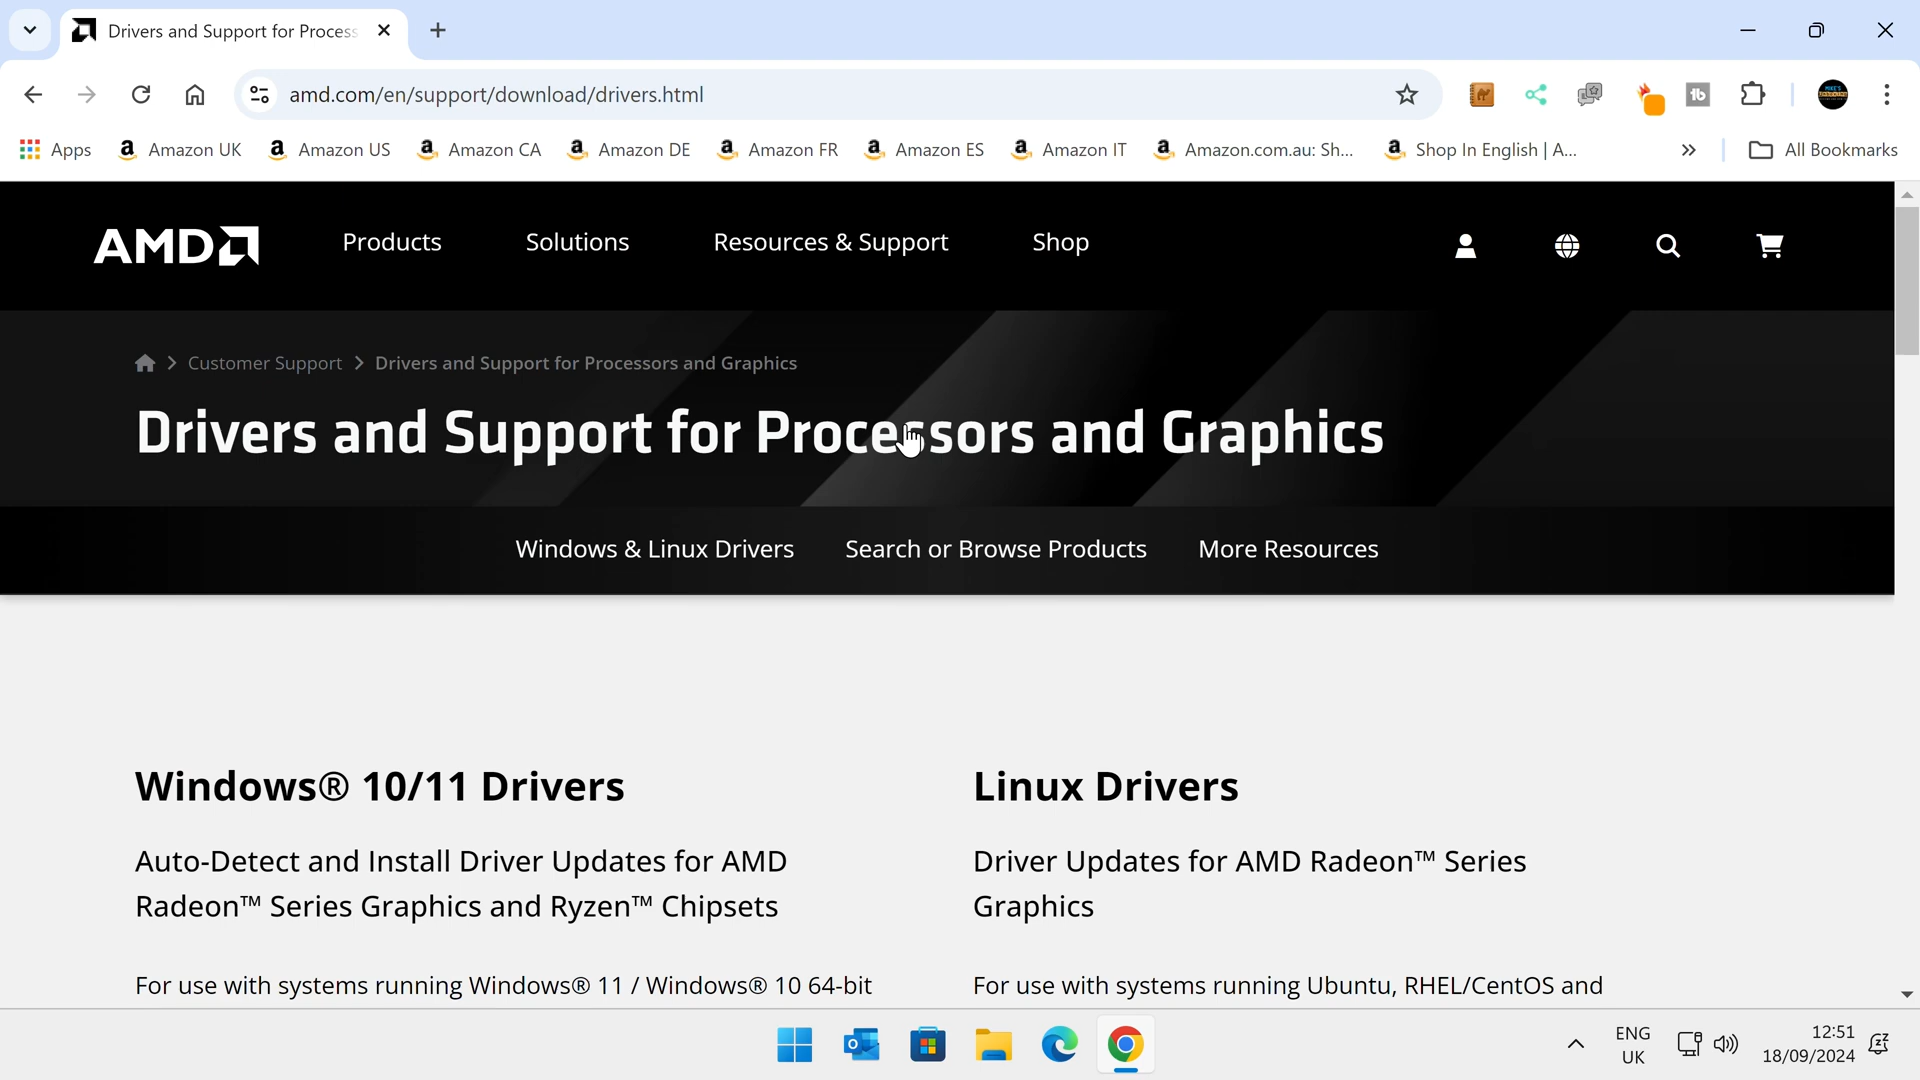 Drivers and Support for Process
amd.com/en/support/download/drivers.html
Apps
Amazon UK
Amazon US
Amazon CA
Amazon DE
Amazon FR
Amazon ES
Amazon IT
Amazon.com.au: Sh...
Shop In English | A...
All Bookmarks
AMD
Products
Solutions
Resources & Support
Shop
Customer Support
Drivers and Support for Processors and Graphics
Drivers and Support for Processors and Graphics
Windows & Linux Drivers
Search or Browse Products
More Resources
Windows® 10/11 Drivers
Auto-Detect and Install Driver Updates for AMD
Radeon™ Series Graphics and Ryzen™ Chipsets
For use with systems running Windows® 11 / Windows® 10 64-bit
Linux Drivers
Driver Updates for AMD Radeon™ Series
Graphics
For use with systems running Ubuntu, RHEL/CentOS and
ENG
UK
12:51
18/09/2024